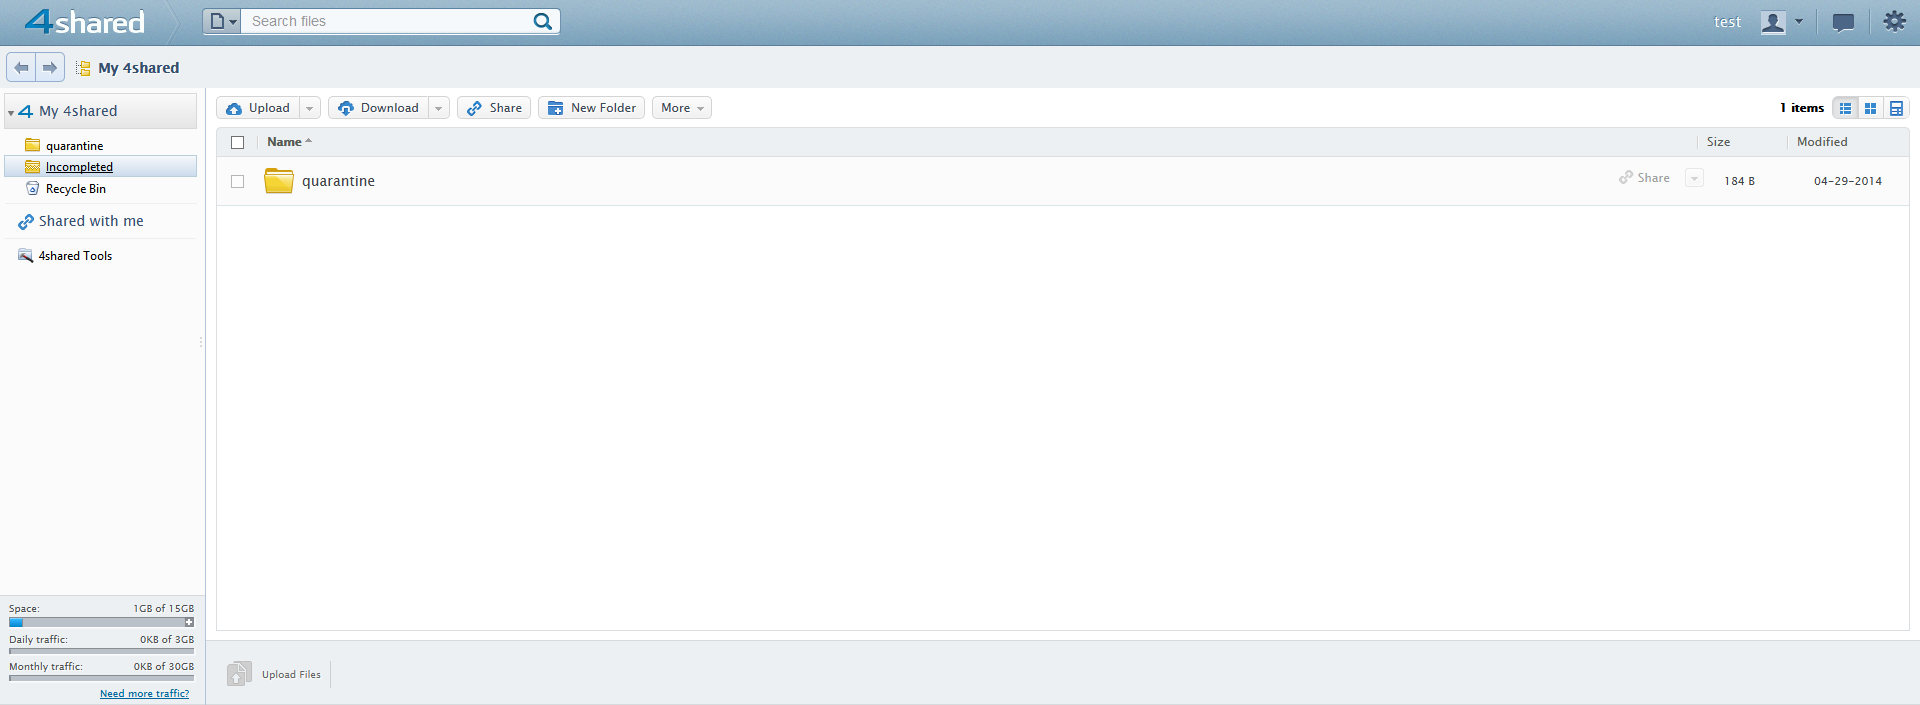 4shared
Search files
test
My 4shared
My 4shared
quarantine
Incompleted
Recycle Bin
Shared with me
4shared Tools
Upload Download Share New Folder More
1 items
Name Size Modified
quarantine Share 184 B 04-29-2014
Space: 1GB of 15GB
Daily traffic: 0KB of 3GB
Monthly traffic: 0KB of 30GB
Need more traffic?
Upload Files